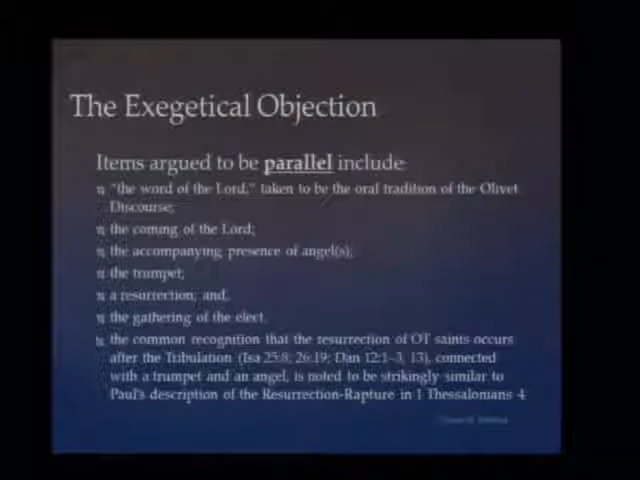 The Exegetical Objection
Items argued to be parallel include
"the word of the Lord," taken to be the oral tradition of the Olivet
Discourse;
the coming of the Lord;
the accompanying presence of angel(s);
the trumpet;
a resurrection; and,
the gathering of the elect.
the common recognition that the resurrection of OT saints occurs
after the Tribulation (Isa 25:8; 26:19; Dan 12:1–3, 13), connected
with a trumpet and an angel, is noted to be strikingly similar to
Paul's description of the Resurrection-Rapture in 1 Thessalonians 4